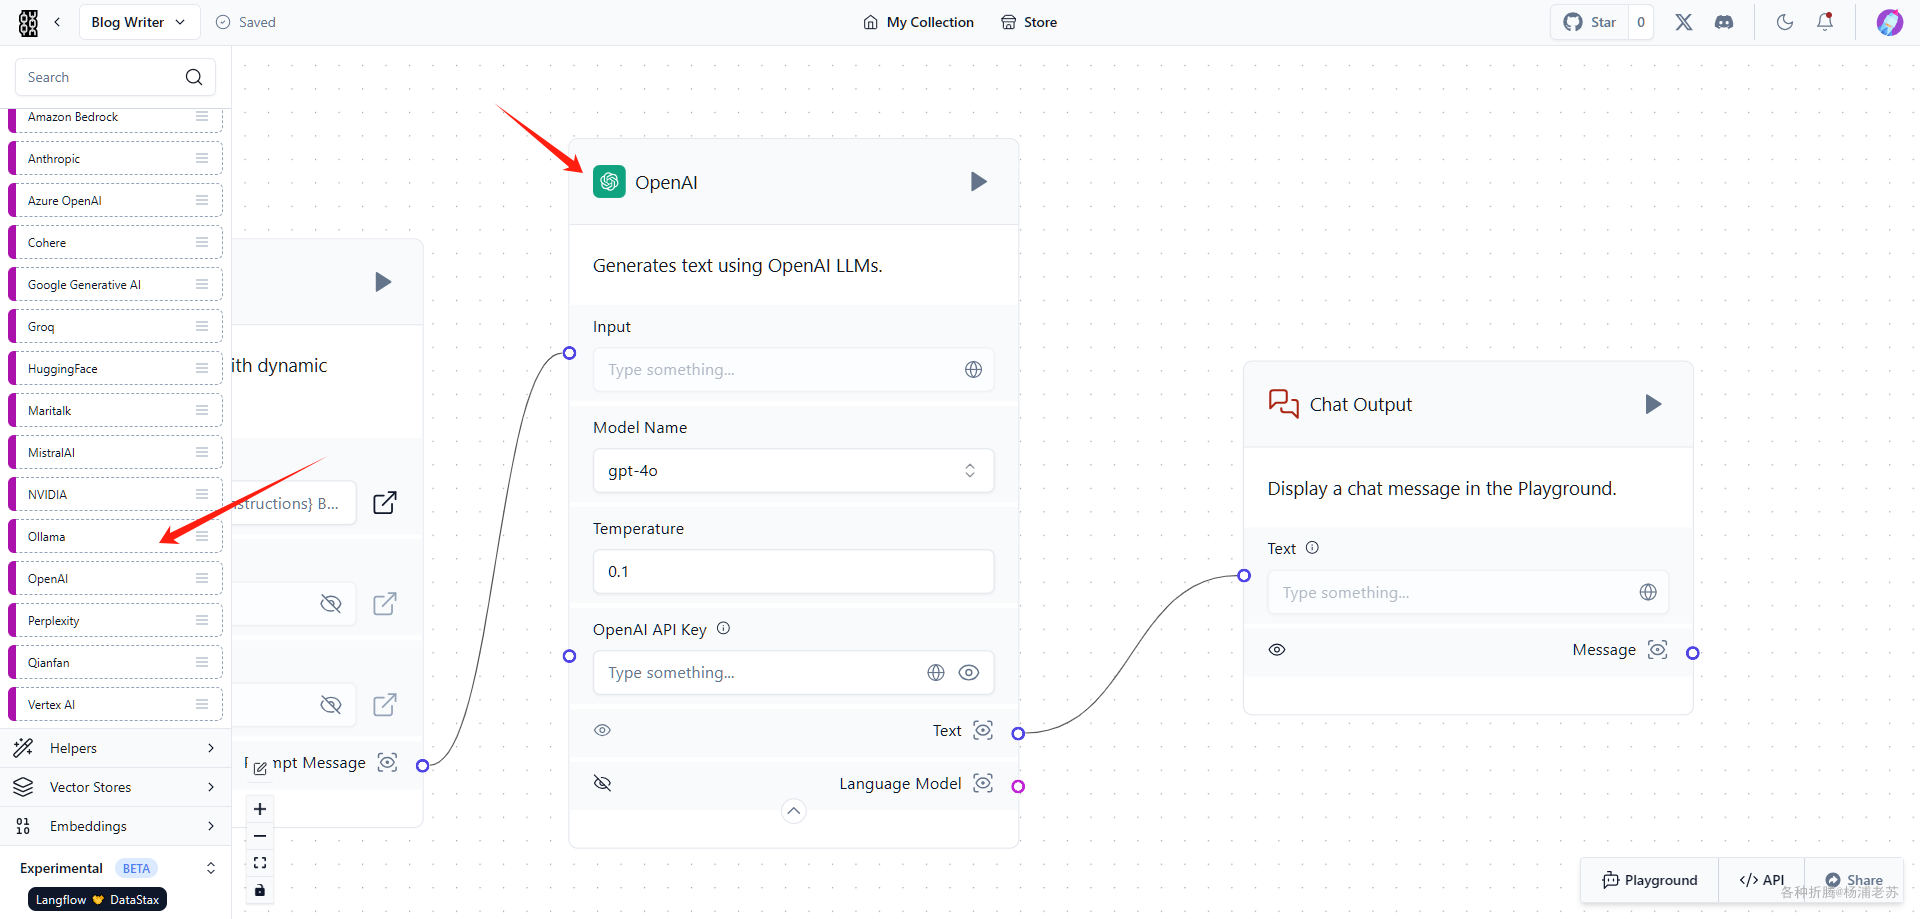 Blog Writer
Saved
My Collection
Store
Star
0
Search
Amazon Bedrock
Anthropic
Azure OpenAI
Cohere
Google Generative AI
Groq
HuggingFace
Maritalk
MistralAI
NVIDIA
Ollama
OpenAI
Perplexity
Qianfan
Vertex AI
Helpers
Vector Stores
Embeddings
Experimental BETA
Langflow DataStax
ith dynamic
nstructions} B...
mpt Message
OpenAI
Generates text using OpenAI LLMs.
Input
Type something...
Model Name
gpt-4o
Temperature
0.1
OpenAI API Key
Type something...
Text
Language Model
Chat Output
Display a chat message in the Playground.
Text
Type something...
Message
Playground
</> API
Share
各种折腾@杨浦老苏